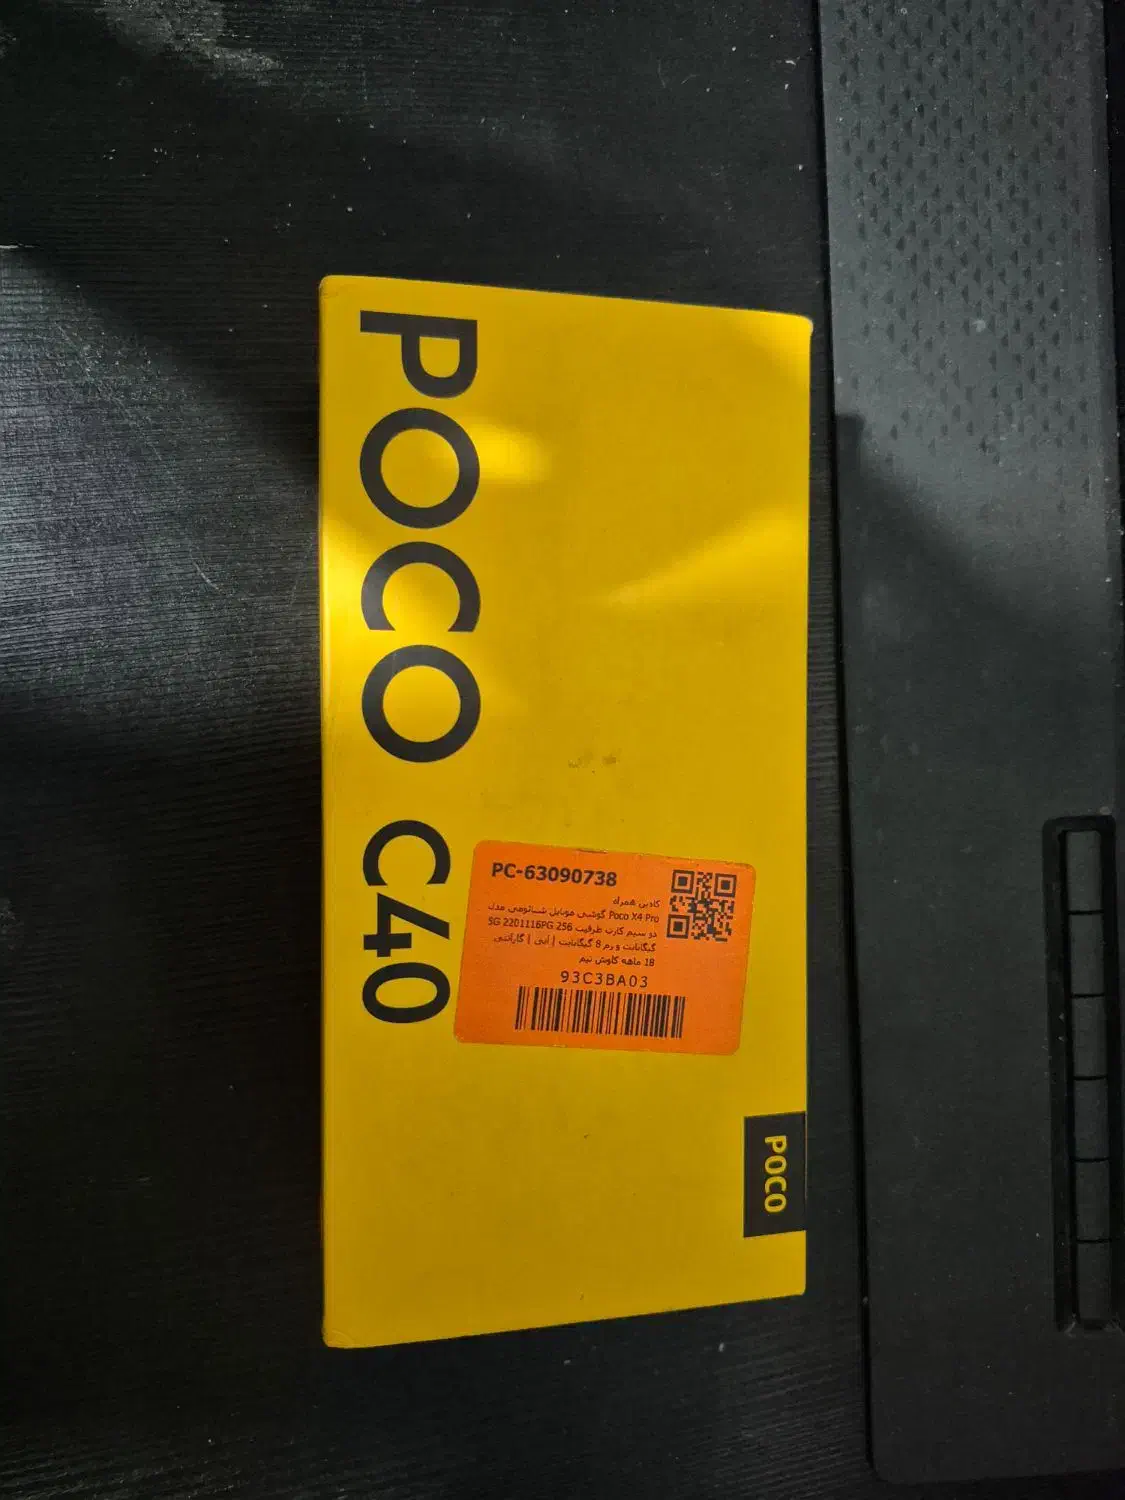 POCO C40
PC-63090738
کادین همراه
گوشی موبایل شیائومی مدل Poco X4 Pro
5G 2201116PG دو سیم کارت ظرفیت 256
گیگابایت و رم 8 گیگابایت | آبی | گارانتی
18 ماهه کاوش تیم
93C3BA03
POCO